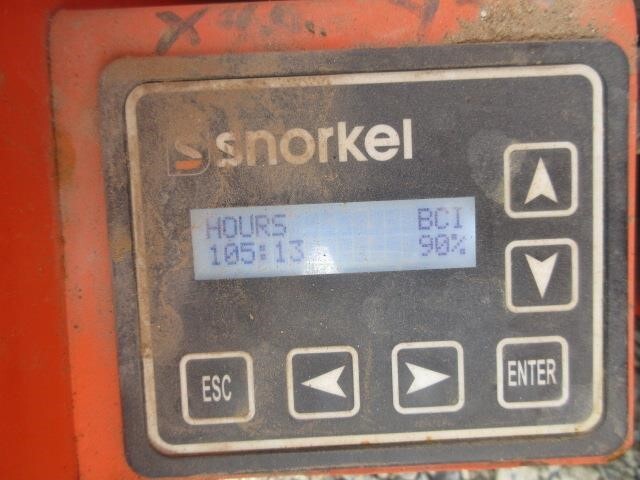 snorkel
HOURS BCI
105:13 90%
ESC
ENTER